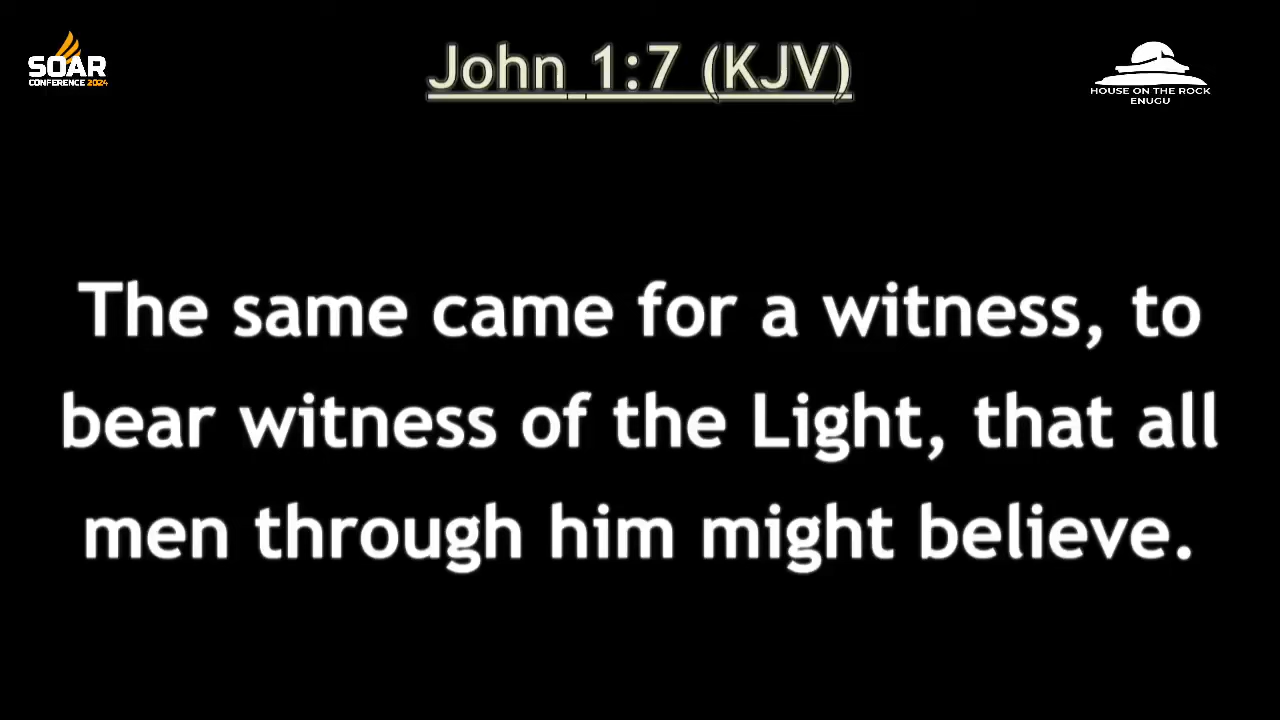 SOAR
CONFERENCE 2024
John 1:7 (KJV)
HOUSE ON THE ROCK
ENUGU
The same came for a witness, to
bear witness of the Light, that all
men through him might believe.